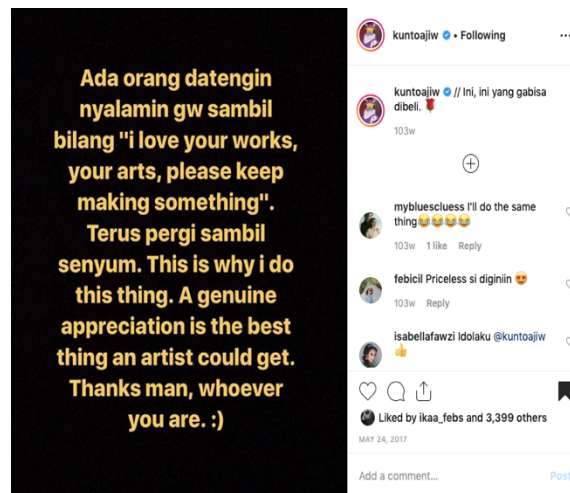 Ada orang datengin
nyalamin gw sambil
bilang "i love your works,
your arts, please keep
making something".
Terus pergi sambil
senyum. This is why i do
this thing. A genuine
appreciation is the best
thing an artist could get.
Thanks man, whoever
you are. :)
kuntoajiw • Following
kuntoajiw // Ini, ini yang gabisa
dibeli. 🌹
103w
mybluescluess I'll do the same
thing😂😂😂😂
103w 1 like Reply
febicil Priceless si diginiin 😍
103w Reply
isabellafawzi Idolaku @kuntoajiw
👍
Liked by ikaa_febs and 3,399 others
MAY 24, 2017
Add a comment... Post